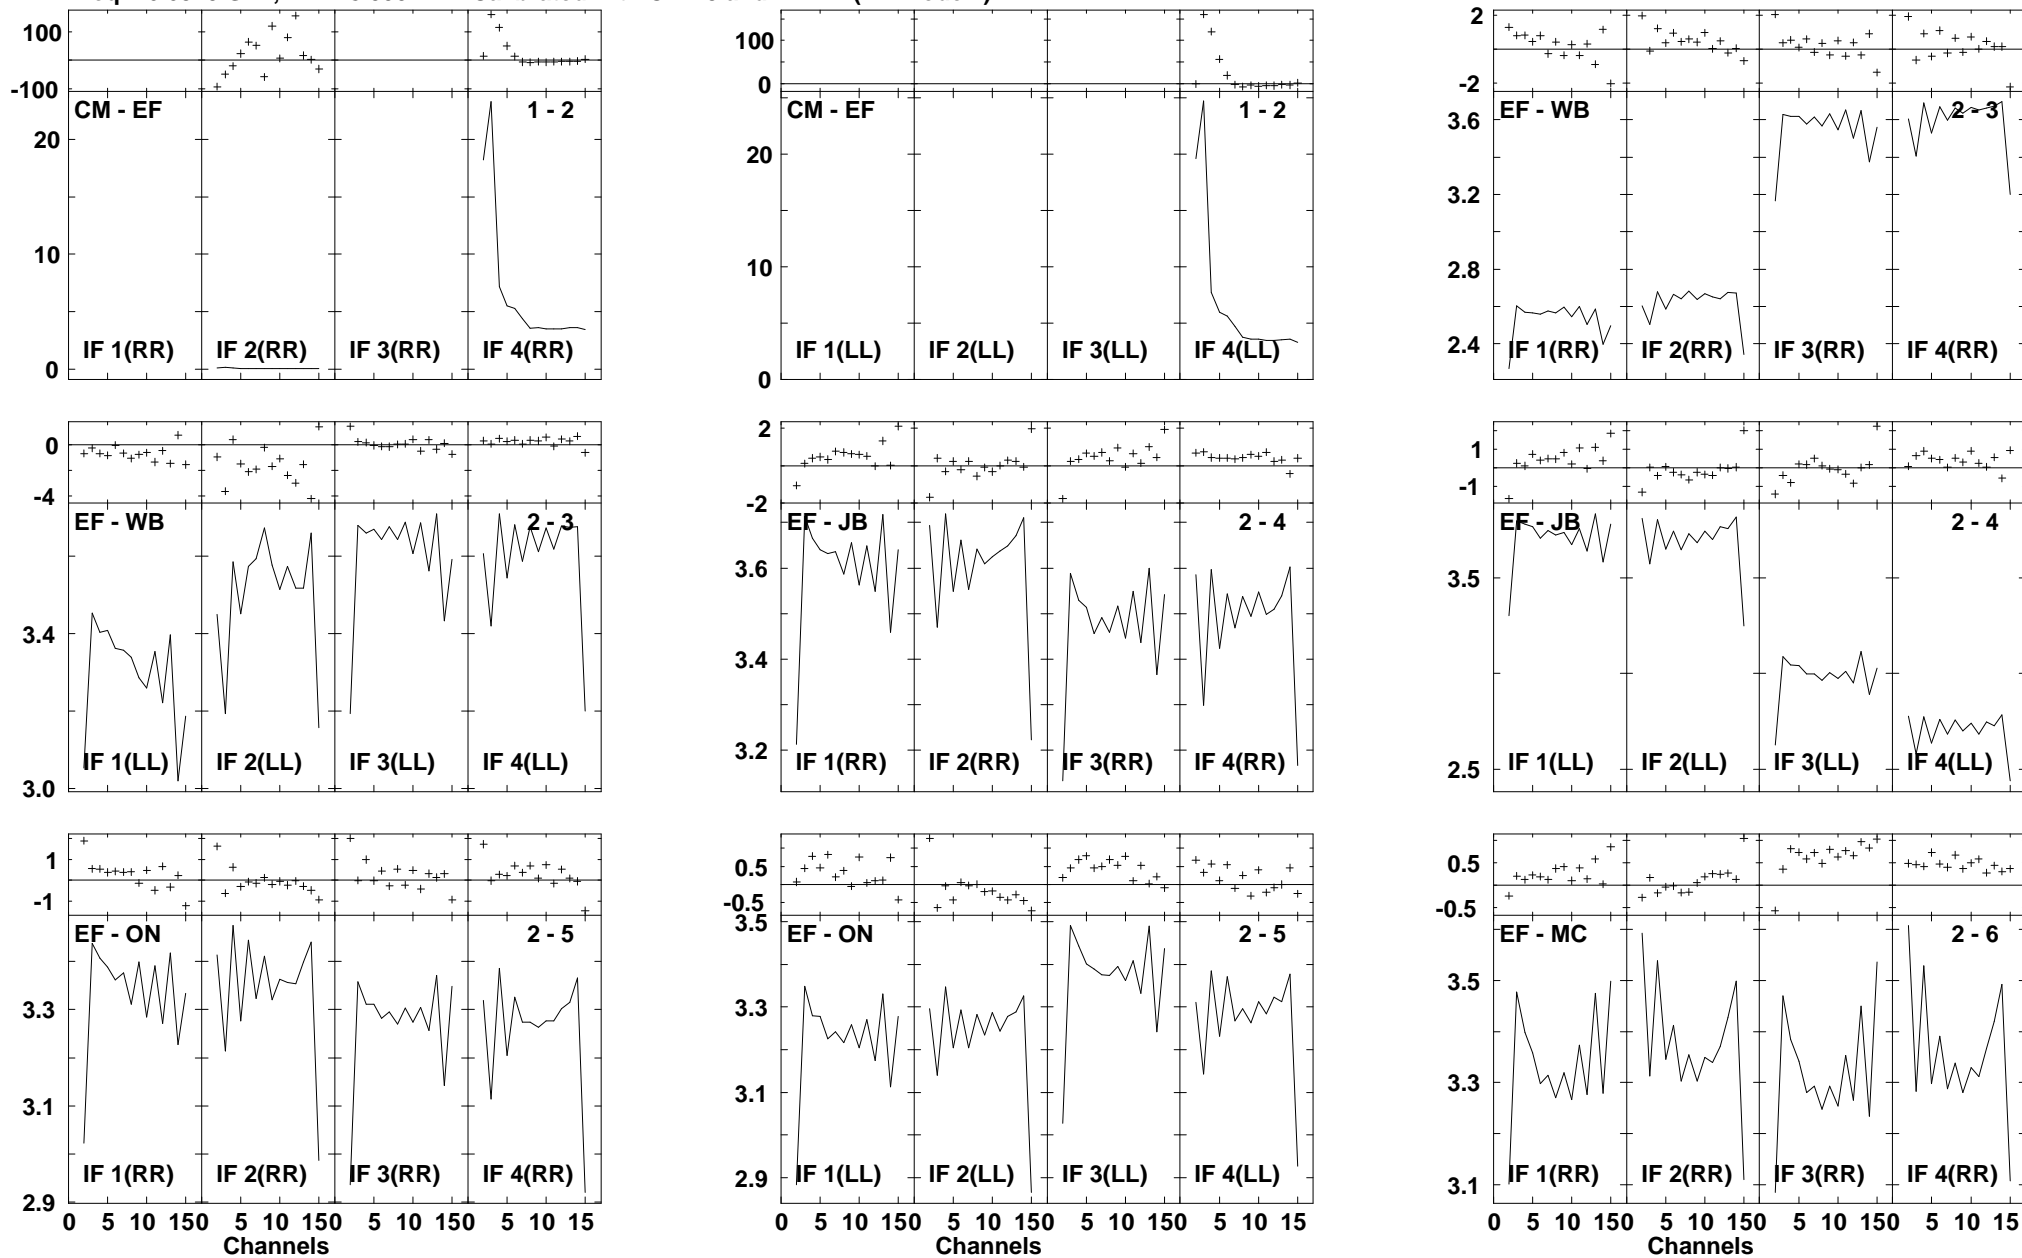 100
-100
CM - EF
1 - 2
20
10
0
IF 1(RR)
IF 2(RR)
IF 3(RR)
IF 4(RR)
100
0
CM - EF
1 - 2
20
10
0
IF 1(LL)
IF 2(LL)
IF 3(LL)
IF 4(LL)
2
-2
EF - WB
2 - 3
3.6
3.2
2.8
2.4
IF 1(RR)
IF 2(RR)
IF 3(RR)
IF 4(RR)
0
-4
EF - WB
2 - 3
3.4
3.0
IF 1(LL)
IF 2(LL)
IF 3(LL)
IF 4(LL)
2
-2
EF - JB
2 - 4
3.6
3.4
3.2
IF 1(RR)
IF 2(RR)
IF 3(RR)
IF 4(RR)
1
-1
EF - JB
2 - 4
3.5
2.5
IF 1(LL)
IF 2(LL)
IF 3(LL)
IF 4(LL)
1
-1
EF - ON
2 - 5
3.3
3.1
2.9
IF 1(RR)
IF 2(RR)
IF 3(RR)
IF 4(RR)
0 5 10 150 5 10 150 5 10 150 5 10 15
Channels
0.5
-0.5
EF - ON
2 - 5
3.5
3.3
3.1
2.9
IF 1(LL)
IF 2(LL)
IF 3(LL)
IF 4(LL)
0 5 10 150 5 10 150 5 10 150 5 10 15
Channels
0.5
-0.5
EF - MC
2 - 6
3.5
3.3
3.1
IF 1(RR)
IF 2(RR)
IF 3(RR)
IF 4(RR)
0 5 10 150 5 10 150 5 10 150 5 10 15
Channels